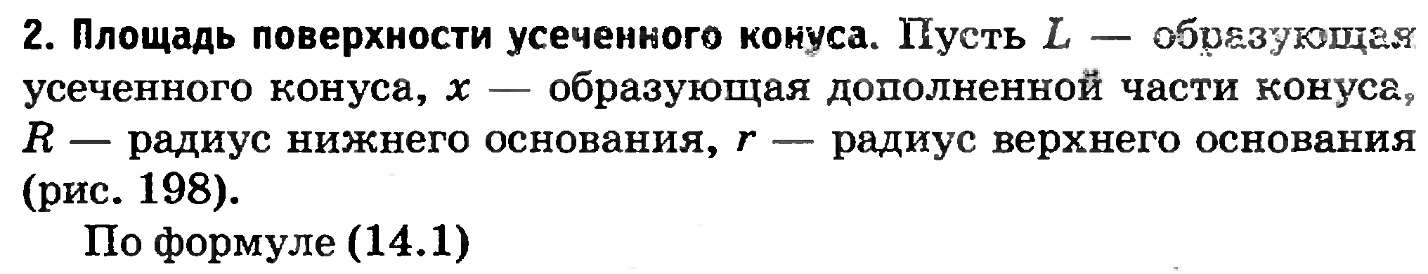 2. Площадь поверхности усеченного конуса. Пусть L — образующая
усеченного конуса, x — образующая дополненной части конуса,
R — радиус нижнего основания, r — радиус верхнего основания
(рис. 198).
По формуле (14.1)